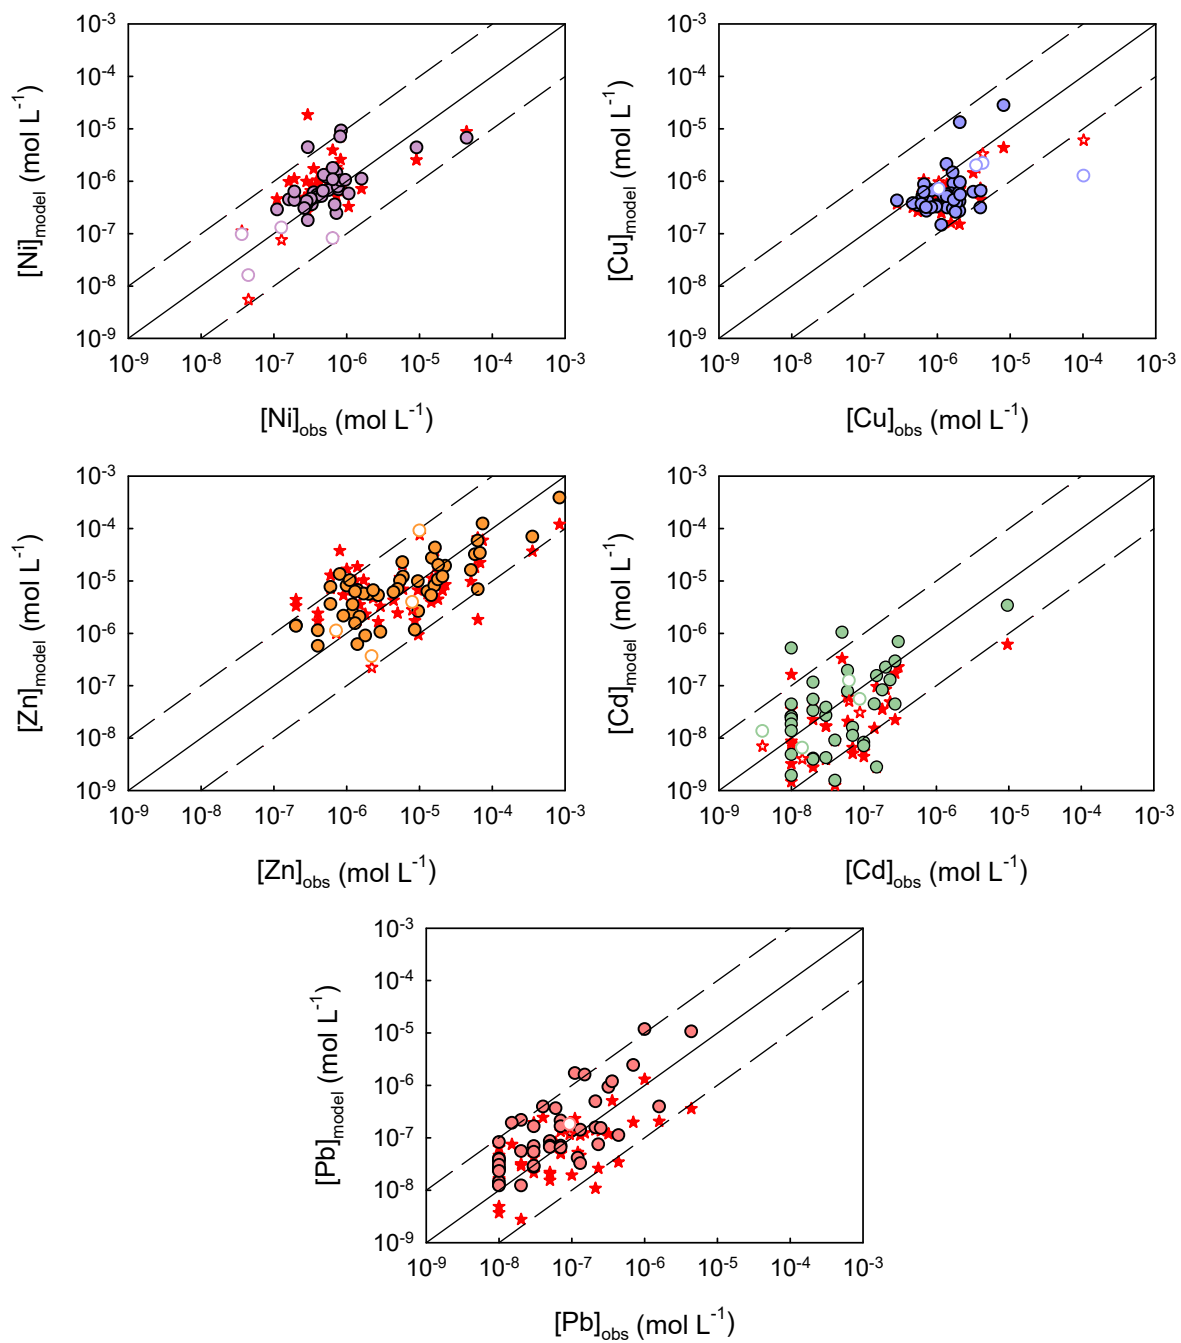 10⁻³
10⁻⁴
10⁻⁵
10⁻⁶
10⁻⁷
10⁻⁸
10⁻⁹
[Ni]model (mol L⁻¹)
10⁻⁹ 10⁻⁸ 10⁻⁷ 10⁻⁶ 10⁻⁵ 10⁻⁴ 10⁻³
[Ni]obs (mol L⁻¹)
10⁻³
10⁻⁴
10⁻⁵
10⁻⁶
10⁻⁷
10⁻⁸
10⁻⁹
[Cu]model (mol L⁻¹)
10⁻⁹ 10⁻⁸ 10⁻⁷ 10⁻⁶ 10⁻⁵ 10⁻⁴ 10⁻³
[Cu]obs (mol L⁻¹)
10⁻³
10⁻⁴
10⁻⁵
10⁻⁶
10⁻⁷
10⁻⁸
10⁻⁹
[Zn]model (mol L⁻¹)
10⁻⁹ 10⁻⁸ 10⁻⁷ 10⁻⁶ 10⁻⁵ 10⁻⁴ 10⁻³
[Zn]obs (mol L⁻¹)
10⁻³
10⁻⁴
10⁻⁵
10⁻⁶
10⁻⁷
10⁻⁸
10⁻⁹
[Cd]model (mol L⁻¹)
10⁻⁹ 10⁻⁸ 10⁻⁷ 10⁻⁶ 10⁻⁵ 10⁻⁴ 10⁻³
[Cd]obs (mol L⁻¹)
10⁻³
10⁻⁴
10⁻⁵
10⁻⁶
10⁻⁷
10⁻⁸
10⁻⁹
[Pb]model (mol L⁻¹)
10⁻⁹ 10⁻⁸ 10⁻⁷ 10⁻⁶ 10⁻⁵ 10⁻⁴ 10⁻³
[Pb]obs (mol L⁻¹)